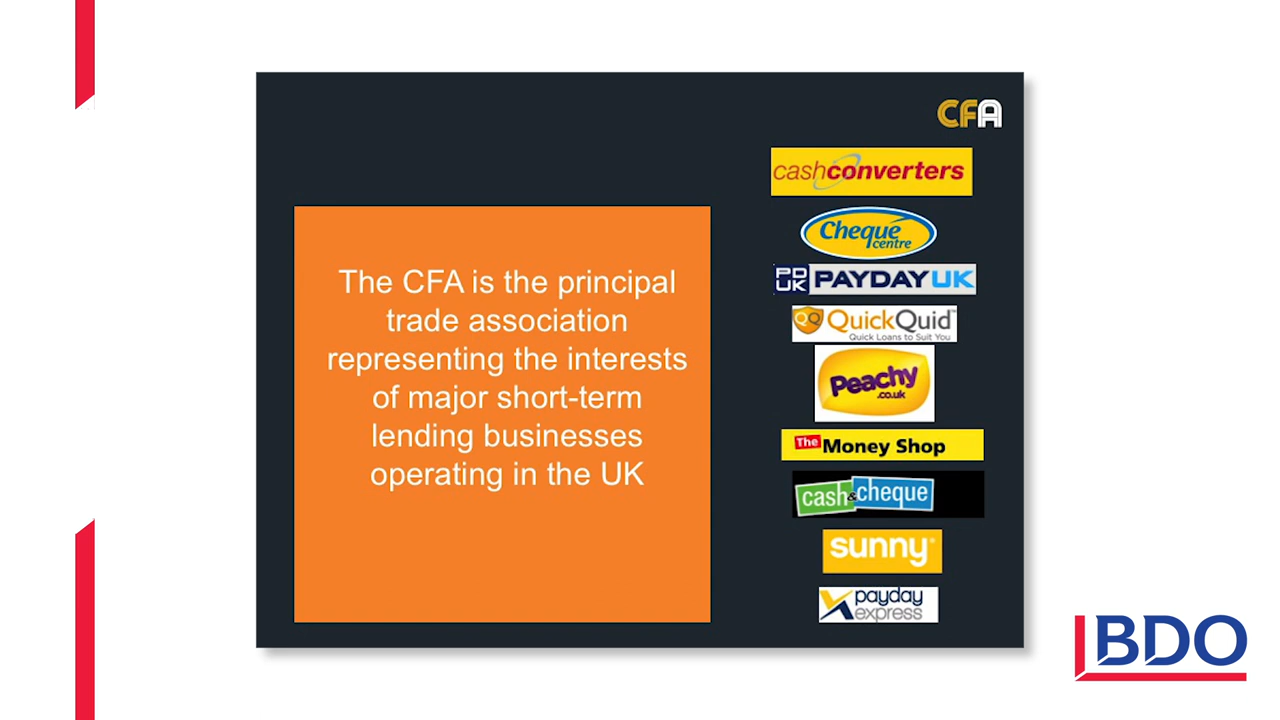 CFA
cashconverters
Cheque
centre
The CFA is the principal
trade association
representing the interests
of major short-term
lending businesses
operating in the UK
PD
UK
PAYDAY UK
QQ
QuickQuid™
Quick Loans to Suit You
Peachy
.co.uk
The Money Shop
cash&cheque
sunny®
payday
express
BDO